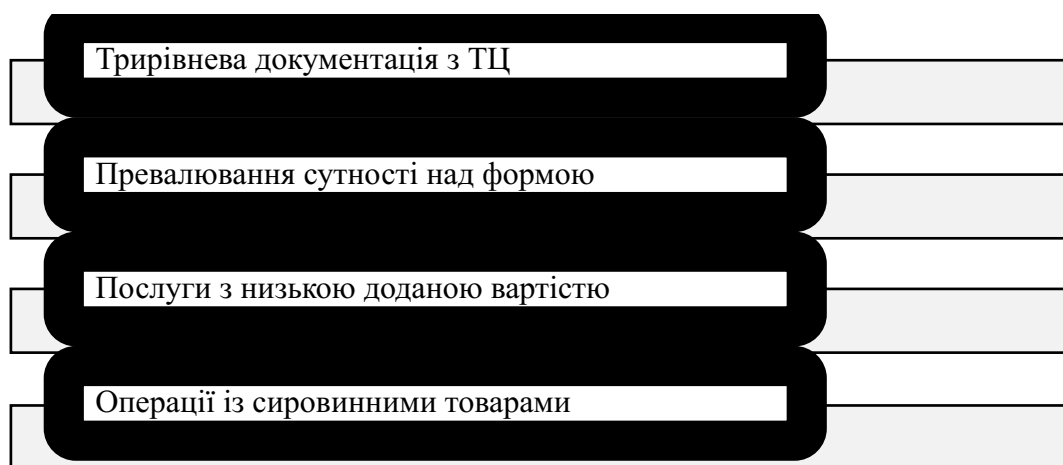 Трирівнева документація з ТЦ
Превалювання сутності над формою
Послуги з низькою доданою вартістю
Операції із сировинними товарами